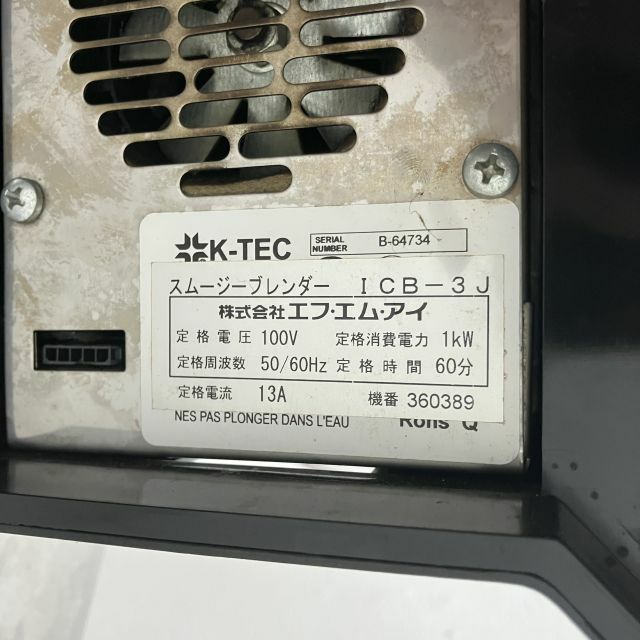 K-TEC
SERIAL NUMBER B-64734
スムージーブレンダー ICB-3J
株式会社エフ・エム・アイ
定格電圧 100V 定格消費電力 1kW
定格周波数 50/60Hz 定格時間 60分
定格電流 13A 機番 360389
NES PAS PLONGER DANS L'EAU